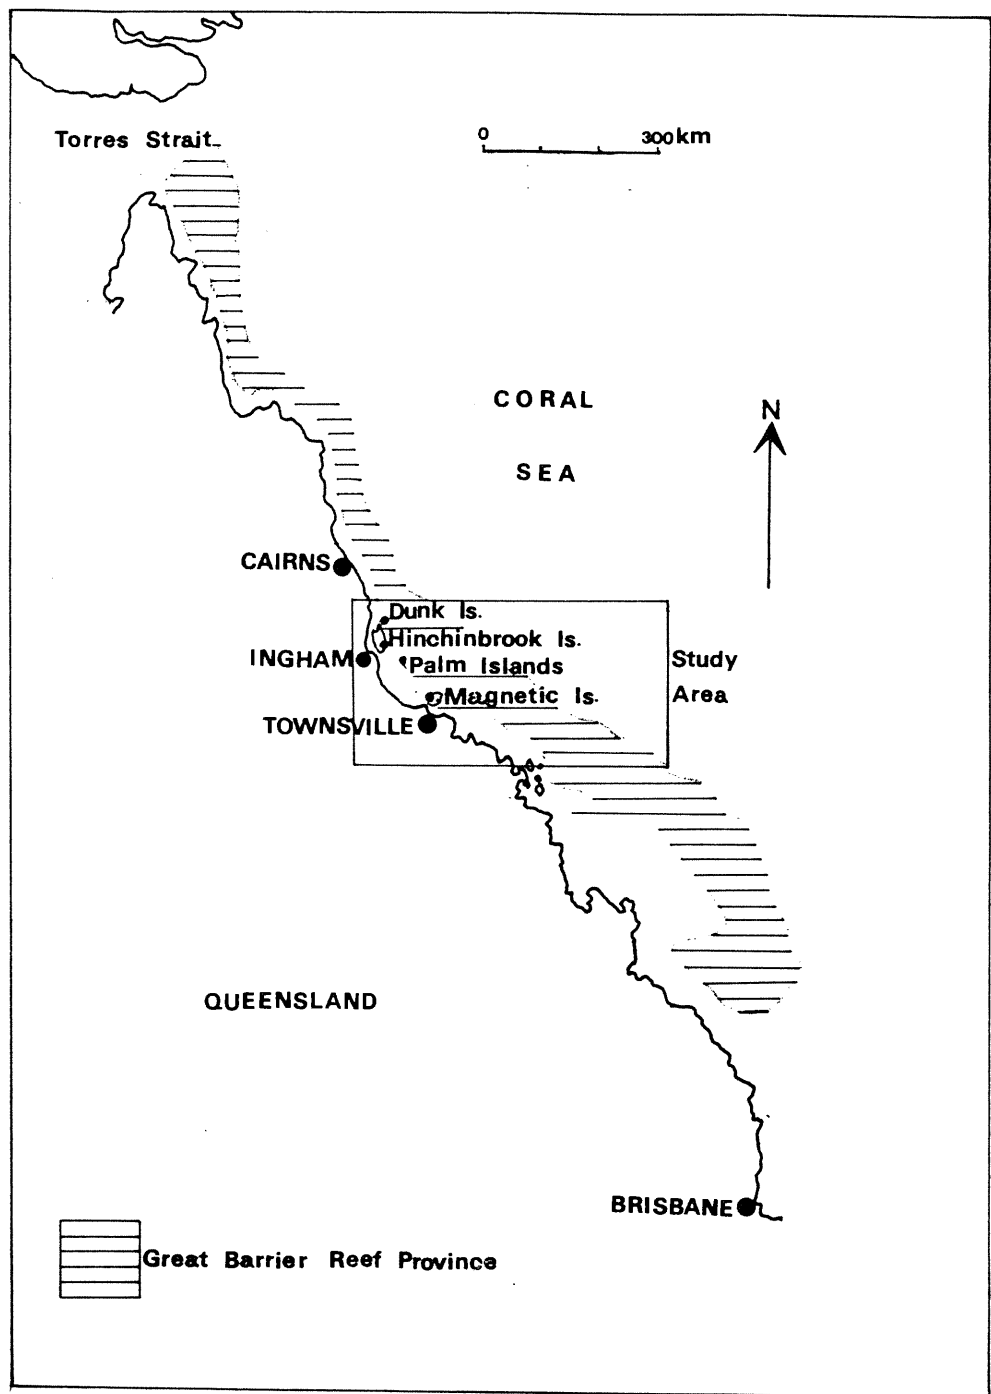 Torres Strait
0 300km
CORAL
N
SEA
CAIRNS
Dunk Is.
Hinchinbrook Is.
INGHAM
Palm Islands
Study
Area
Magnetic Is.
TOWNSVILLE
QUEENSLAND
BRISBANE
Great Barrier Reef Province